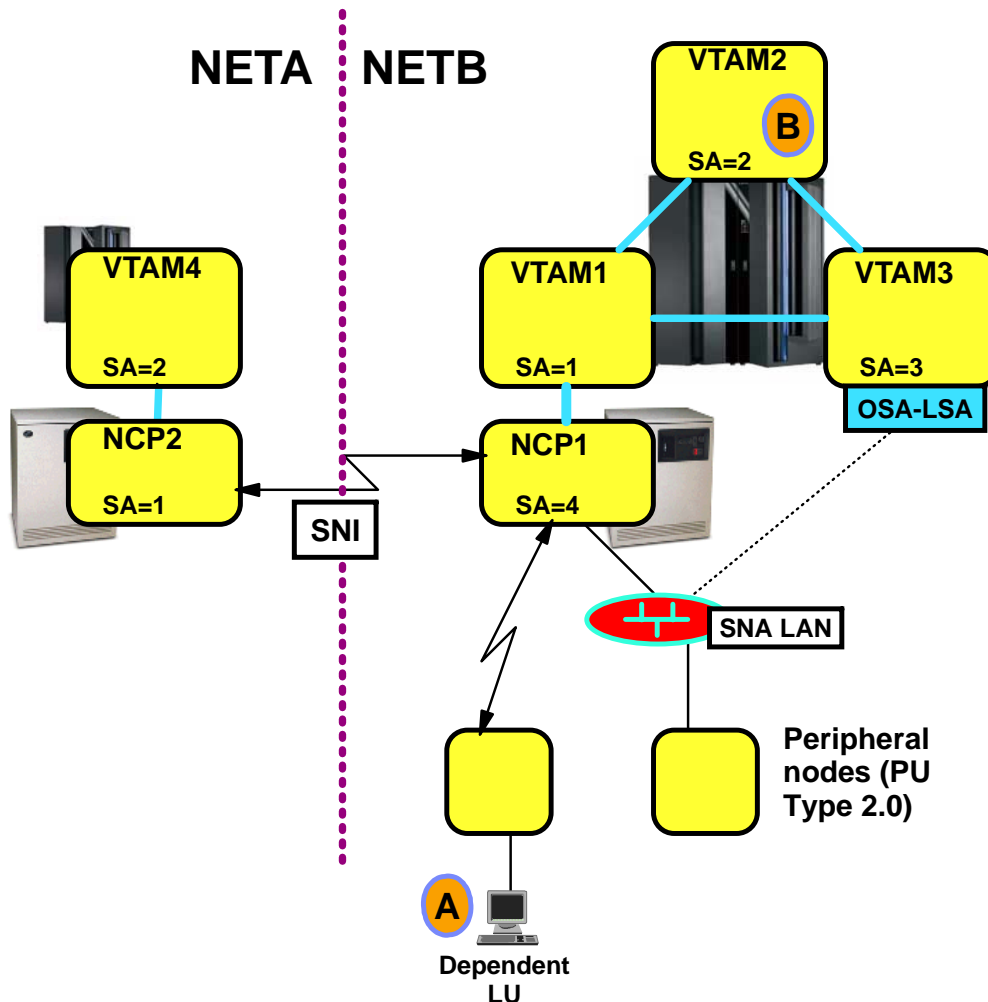 NETA
NETB
VTAM2
B
SA=2
VTAM4
SA=2
VTAM1
SA=1
VTAM3
SA=3
OSA-LSA
NCP2
SA=1
NCP1
SA=4
SNI
SNA LAN
Peripheral
nodes (PU
Type 2.0)
A
Dependent
LU